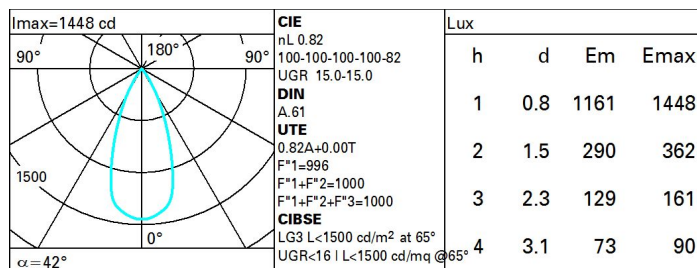 Imax=1448 cd
90°
180°
90°
1500
0°
α=42°
CIE
nL 0.82
100-100-100-100-82
UGR 15.0-15.0
DIN
A.61
UTE
0.82A+0.00T
F"1=996
F"1+F"2=1000
F"1+F"2+F"3=1000
CIBSE
LG3 L<1500 cd/m² at 65°
UGR<16 | L<1500 cd/mq @65°
Lux
h d Em Emax
1 0.8 1161 1448
2 1.5 290 362
3 2.3 129 161
4 3.1 73 90